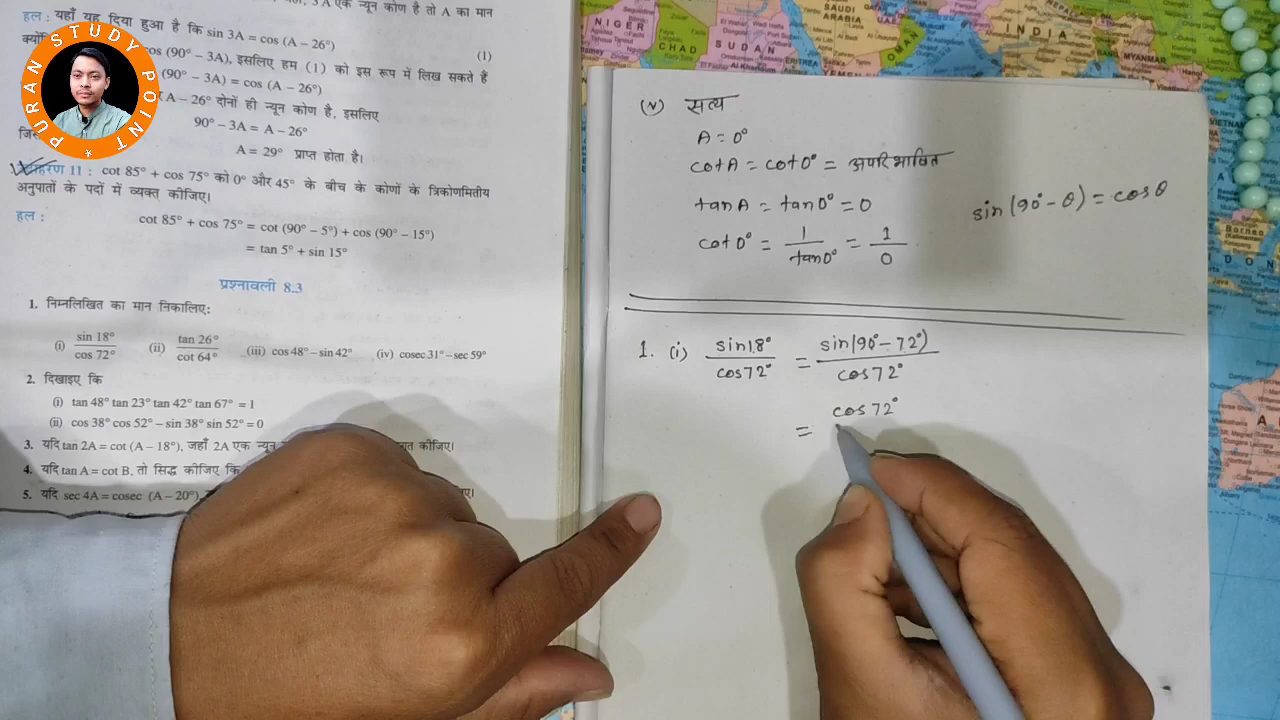 3A एक न्यून कोण है तो A का मान
हल : यहाँ यह दिया हुआ है कि sin 3A = cos (A – 26°) (1)
cos (90° – 3A), इसलिए हम (1) को इस रूप में लिख सकते हैं
(90° – 3A) = cos (A – 26°)
A – 26° दोनों ही न्यून कोण है, इसलिए
90° – 3A = A – 26°
A = 29° प्राप्त होता है।
PURAN STUDY POINT
उदाहरण 11 : cot 85° + cos 75° को 0° और 45° के बीच के कोणों के त्रिकोणमितीय
अनुपातों के पदों में व्यक्त कीजिए।
हल : cot 85° + cos 75° = cot (90° – 5°) + cos (90° – 15°)
= tan 5° + sin 15°
प्रश्नावली 8.3
1. निम्नलिखित का मान निकालिए:
(i) sin 18° / cos 72° (ii) tan 26° / cot 64° (iii) cos 48° – sin 42° (iv) cosec 31° – sec 59°
2. दिखाइए कि
(i) tan 48° tan 23° tan 42° tan 67° = 1
(ii) cos 38° cos 52° – sin 38° sin 52° = 0
3. यदि tan 2A = cot (A – 18°), जहाँ 2A एक न्यून कीजिए।
4. यदि tan A = cot B, तो सिद्ध कीजिए कि
5. यदि sec 4A = cosec (A – 20°),
(v) सत्य
A = 0°
cot A = cot 0° = अपरिभाषित
tan A = tan 0° = 0
cot 0° = 1 / tan 0° = 1 / 0
sin (90° – θ) = cos θ
1. (i) sin 18° / cos 72° = sin (90° – 72°) / cos 72°
= cos 72°
NIGER
CHAD
SUDAN
SAUDI
ARABIA
OMAN
ERITREA
YEMEN
INDIA
MYANMAR
VIETNAM
Borneo